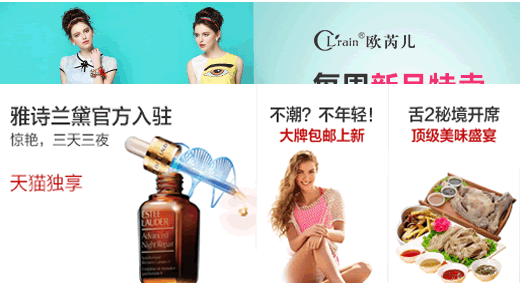 CL'rain®欧芮儿
每周新品特卖
雅诗兰黛官方入驻
惊艳，三天三夜
天猫独享
ESTEE
LAUDER
Advanced
Night Repair
不潮？不年轻！
大牌包邮上新
舌2秘境开席
顶级美味盛宴